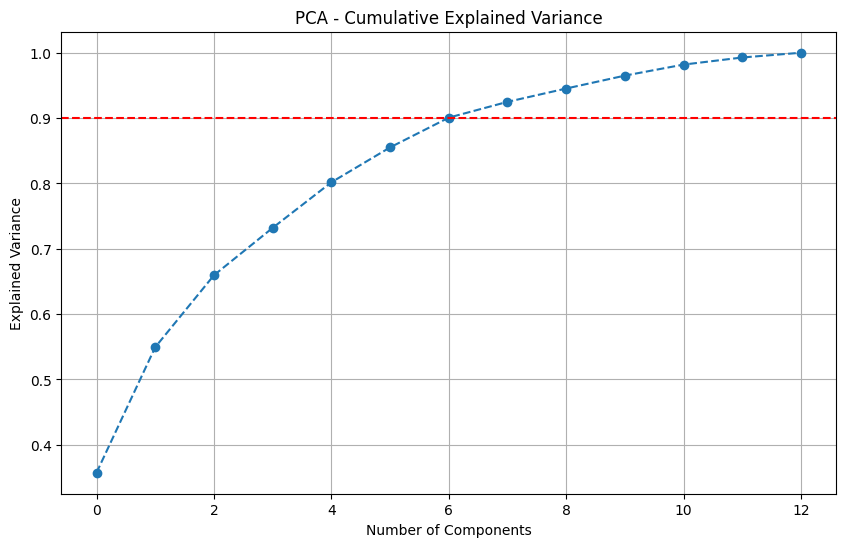 PCA - Cumulative Explained Variance
Explained Variance
1.0
0.9
0.8
0.7
0.6
0.5
0.4
0 2 4 6 8 10 12
Number of Components